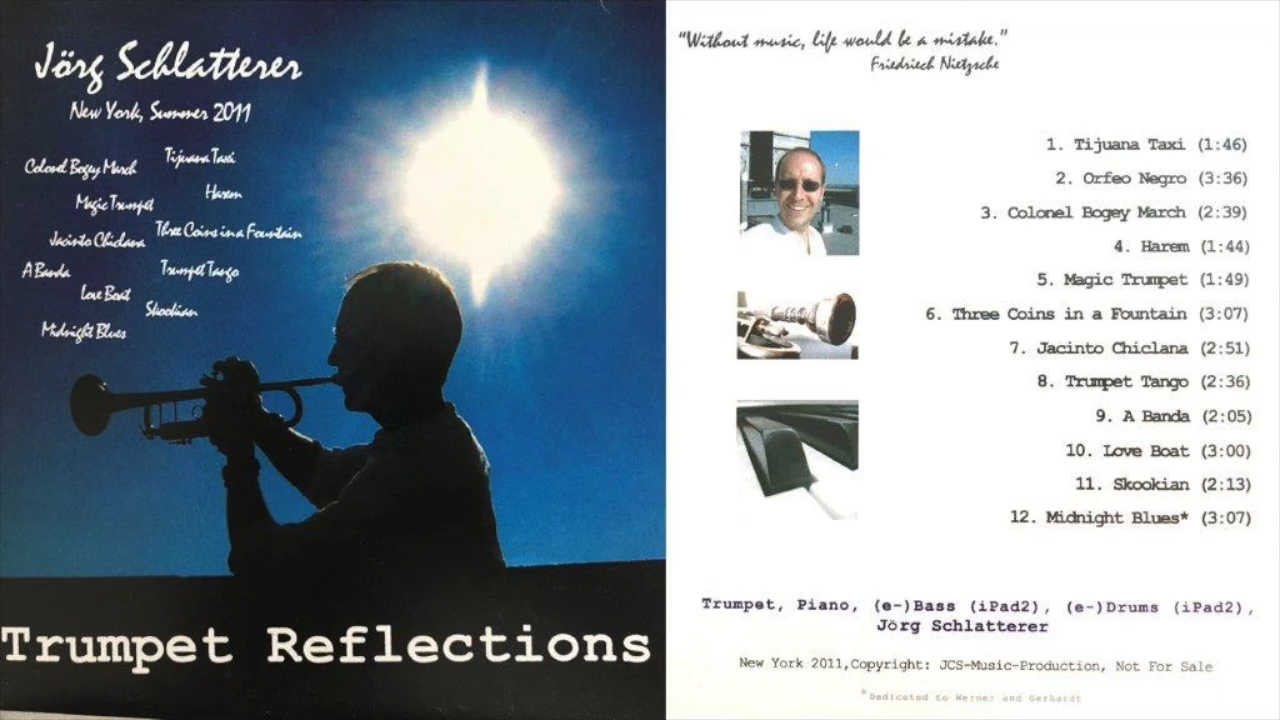 Jörg Schlatterer
New York, Summer 2011
Colonel Bogey March
Tijuana Taxi
Magic Trumpet
Harem
Jacinto Chiclana
Three Coins in a Fountain
A Banda
Trumpet Tango
Love Boat
Skookian
Midnight Blues
Trumpet Reflections
"Without music, life would be a mistake."
Friedriech Nietzsche
1. Tijuana Taxi (1:46)
2. Orfeo Negro (3:36)
3. Colonel Bogey March (2:39)
4. Harem (1:44)
5. Magic Trumpet (1:49)
6. Three Coins in a Fountain (3:07)
7. Jacinto Chiclana (2:51)
8. Trumpet Tango (2:36)
9. A Banda (2:05)
10. Love Boat (3:00)
11. Skookian (2:13)
12. Midnight Blues* (3:07)
Trumpet, Piano, (e-)Bass (iPad2), (e-)Drums (iPad2),
Jörg Schlatterer
New York 2011,Copyright: JCS-Music-Production, Not For Sale
*Dedicated to Werner and Gerhardt